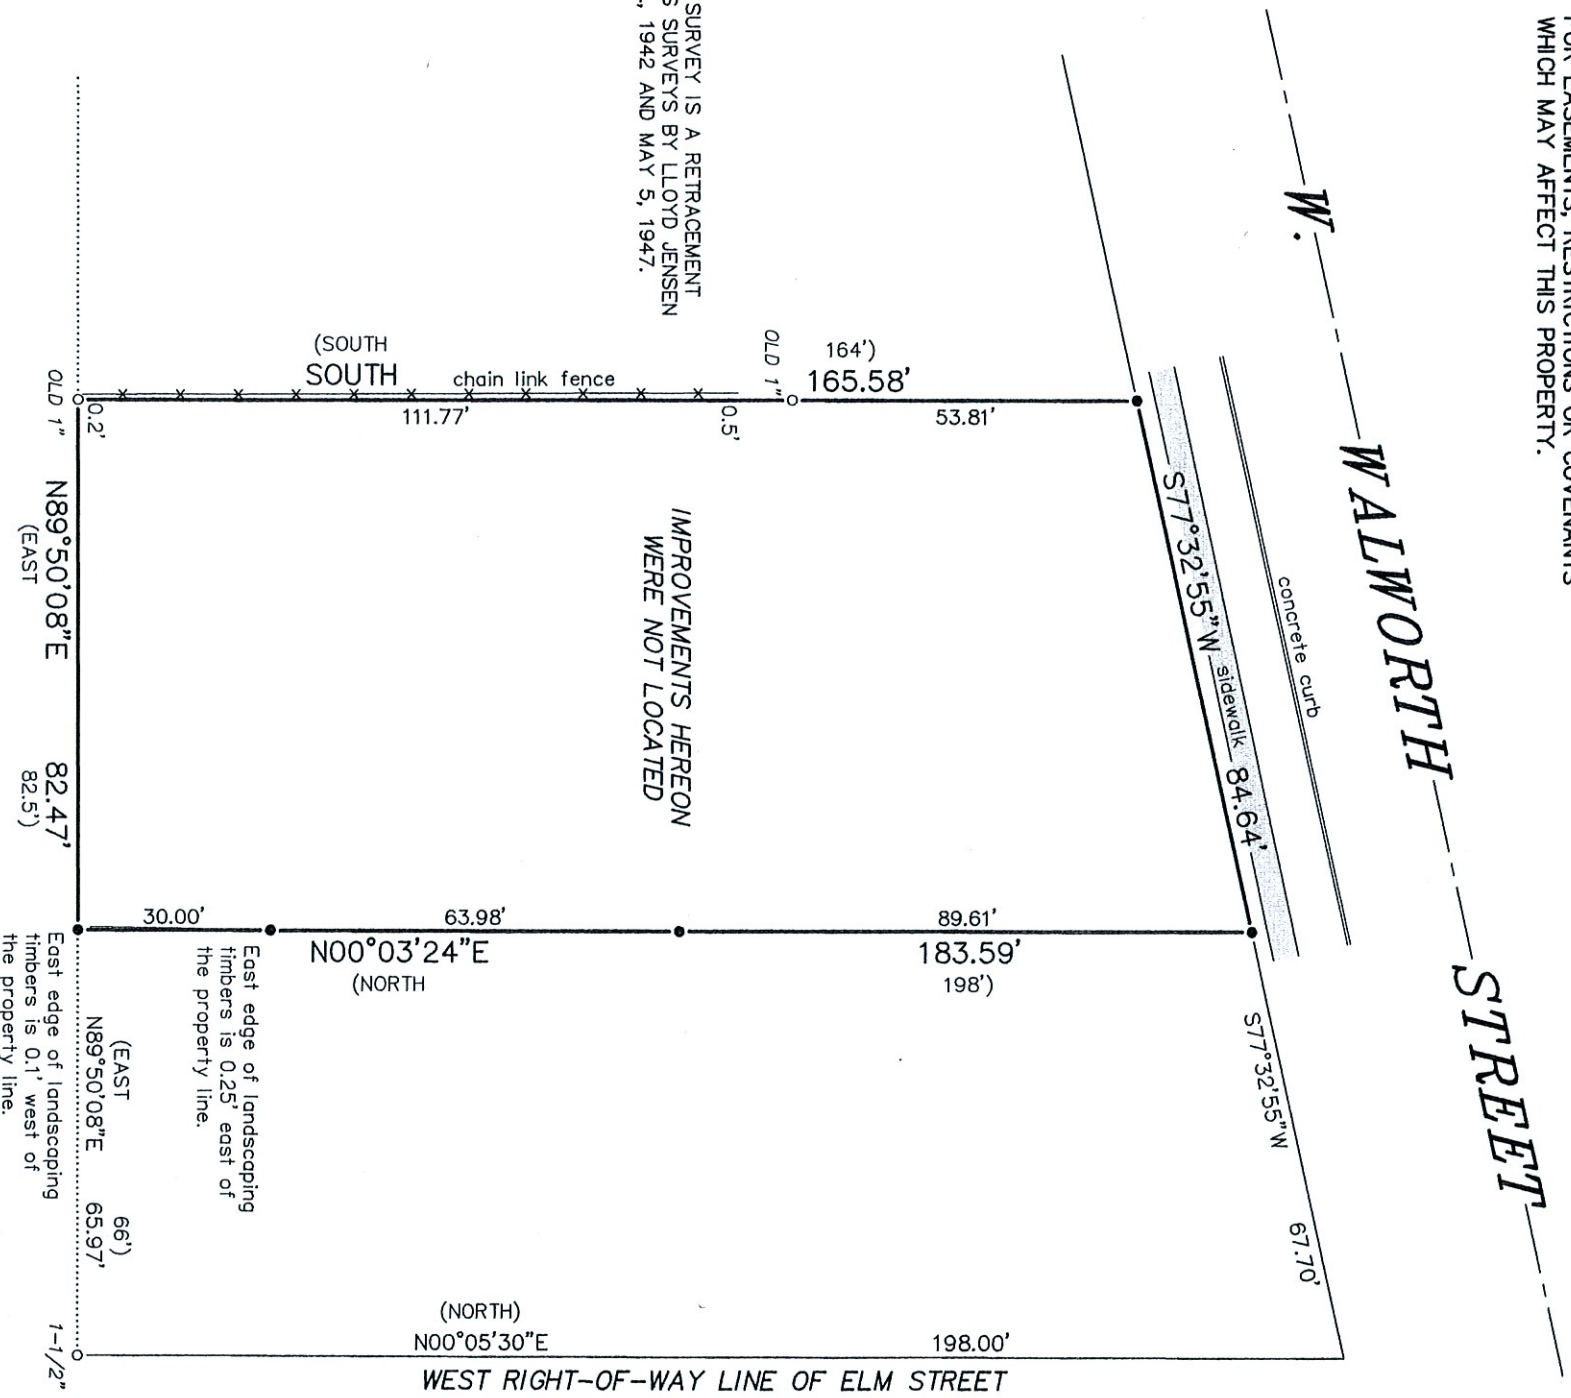 FOR EASEMENTS, RESTRICTIONS OR COVENANTS
WHICH MAY AFFECT THIS PROPERTY.
W. WALWORTH STREET
concrete curb
S77°32'55"W sidewalk 84.64'
S77°32'55"W 67.70'
SURVEY IS A RETRACEMENT
SURVEYS BY LLOYD JENSEN
, 1942 AND MAY 5, 1947.
(SOUTH 164')
SOUTH 165.58'
chain link fence
OLD 1"
111.77'
53.81'
0.5'
0.2'
OLD 1"
IMPROVEMENTS HEREON
WERE NOT LOCATED
N89°50'08"E 82.47'
(EAST 82.5')
30.00'
63.98'
89.61'
N00°03'24"E 183.59'
(NORTH 198')
East edge of landscaping
timbers is 0.25' east of
the property line.
(EAST 66')
N89°50'08"E 65.97'
East edge of landscaping
timbers is 0.1' west of
the property line.
1-1/2"
(NORTH)
N00°05'30"E 198.00'
WEST RIGHT-OF-WAY LINE OF ELM STREET